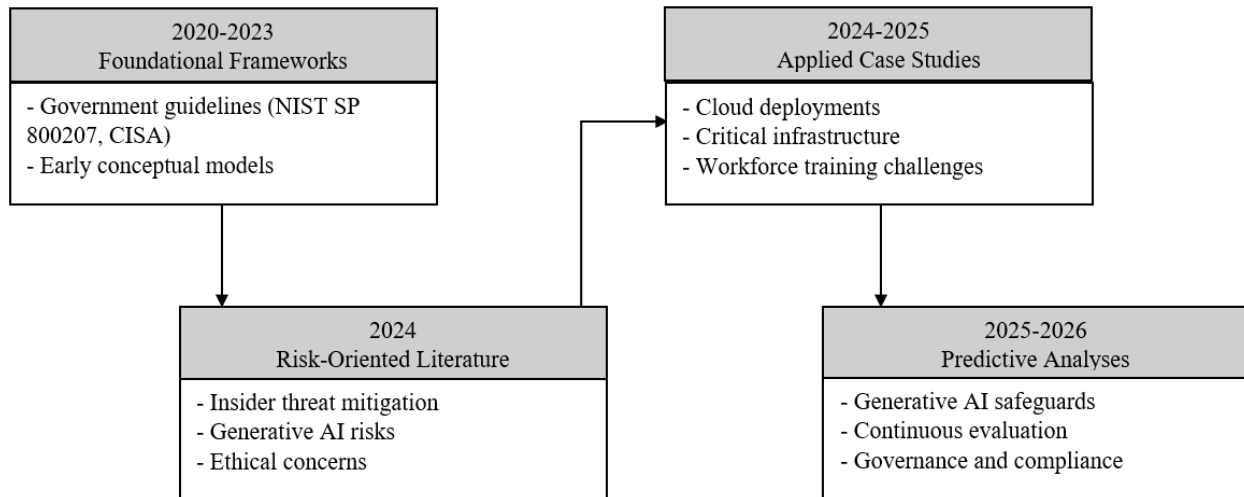 2020-2023
Foundational Frameworks
- Government guidelines (NIST SP
800207, CISA)
- Early conceptual models
2024
Risk-Oriented Literature
- Insider threat mitigation
- Generative AI risks
- Ethical concerns
2024-2025
Applied Case Studies
- Cloud deployments
- Critical infrastructure
- Workforce training challenges
2025-2026
Predictive Analyses
- Generative AI safeguards
- Continuous evaluation
- Governance and compliance